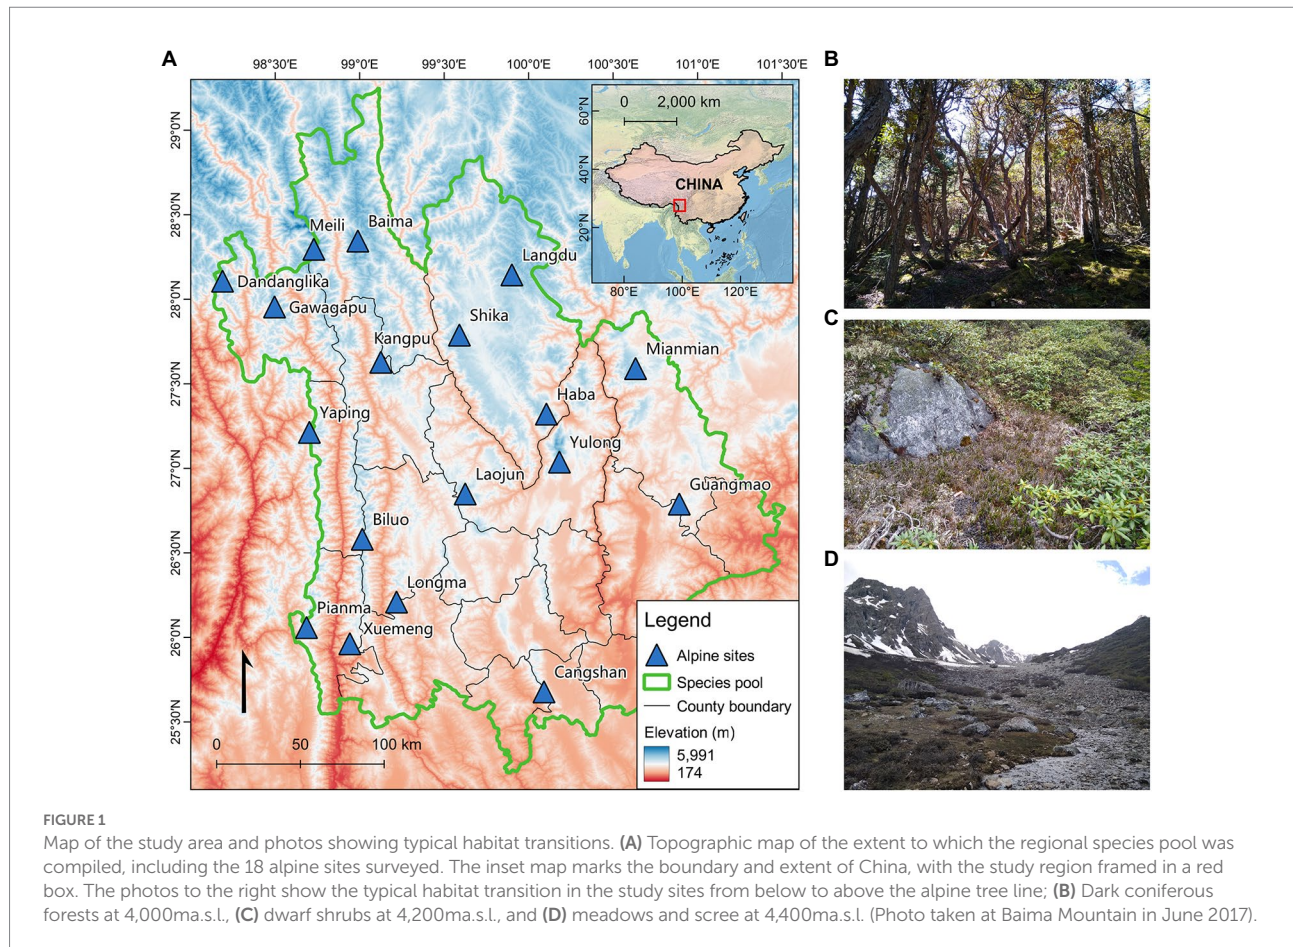 A
98°30'E 99°0'E 99°30'E 100°0'E 100°30'E 101°0'E 101°30'E
29°0'N
28°30'N
28°0'N
27°30'N
27°0'N
26°30'N
26°0'N
25°30'N
Meili
Baima
Langdu
Dandanglika
Gawagapu
Shika
Kangpu
Mianmian
Haba
Yaping
Yulong
Laojun
Guangmao
Biluo
Longma
Pianma
Xuemeng
Cangshan
0 50 100 km
0 2,000 km
60°N
40°N
20°N
CHINA
80°E 100°E 120°E
Legend
Alpine sites
Species pool
County boundary
Elevation (m)
5,991
174
B
C
D
FIGURE 1
Map of the study area and photos showing typical habitat transitions. (A) Topographic map of the extent to which the regional species pool was
compiled, including the 18 alpine sites surveyed. The inset map marks the boundary and extent of China, with the study region framed in a red
box. The photos to the right show the typical habitat transition in the study sites from below to above the alpine tree line; (B) Dark coniferous
forests at 4,000ma.s.l., (C) dwarf shrubs at 4,200ma.s.l., and (D) meadows and scree at 4,400ma.s.l. (Photo taken at Baima Mountain in June 2017).